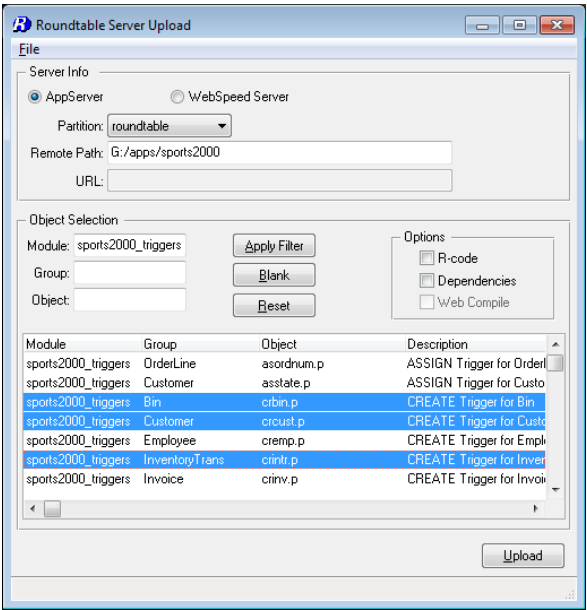 Roundtable Server Upload
File
Server Info
AppServer WebSpeed Server
Partition: roundtable
Remote Path: G:/apps/sports2000
URL:
Object Selection
Module: sports2000_triggers
Group:
Object:
Apply Filter
Blank
Reset
Options
R-code
Dependencies
Web Compile
Module Group Object Description
sports2000_triggers OrderLine asordnum.p ASSIGN Trigger for Orderl
sports2000_triggers Customer asstate.p ASSIGN Trigger for Custo
sports2000_triggers Bin crbin.p CREATE Trigger for Bin
sports2000_triggers Customer crcust.p CREATE Trigger for Custo
sports2000_triggers Employee cremp.p CREATE Trigger for Emplo
sports2000_triggers InventoryTrans crintr.p CREATE Trigger for Inven
sports2000_triggers Invoice crinv.p CREATE Trigger for Invoi
Upload